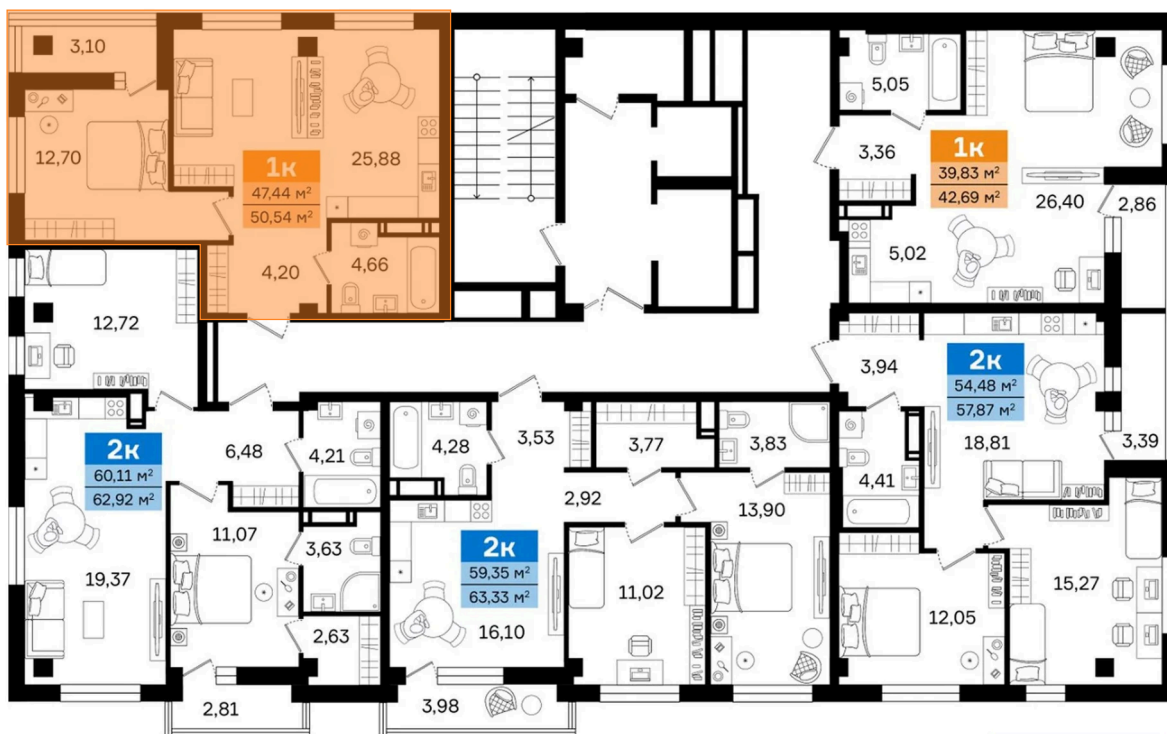 3,10
12,70
1к
47,44 м²
50,54 м²
25,88
4,20
4,66
5,05
3,36
1к
39,83 м²
42,69 м²
26,40
2,86
5,02
12,72
3,94
2к
54,48 м²
57,87 м²
18,81
3,39
4,41
2к
60,11 м²
62,92 м²
6,48
4,21
4,28
3,53
3,77
3,83
2,92
13,90
11,07
3,63
19,37
2,63
2,81
2к
59,35 м²
63,33 м²
16,10
11,02
3,98
12,05
15,27